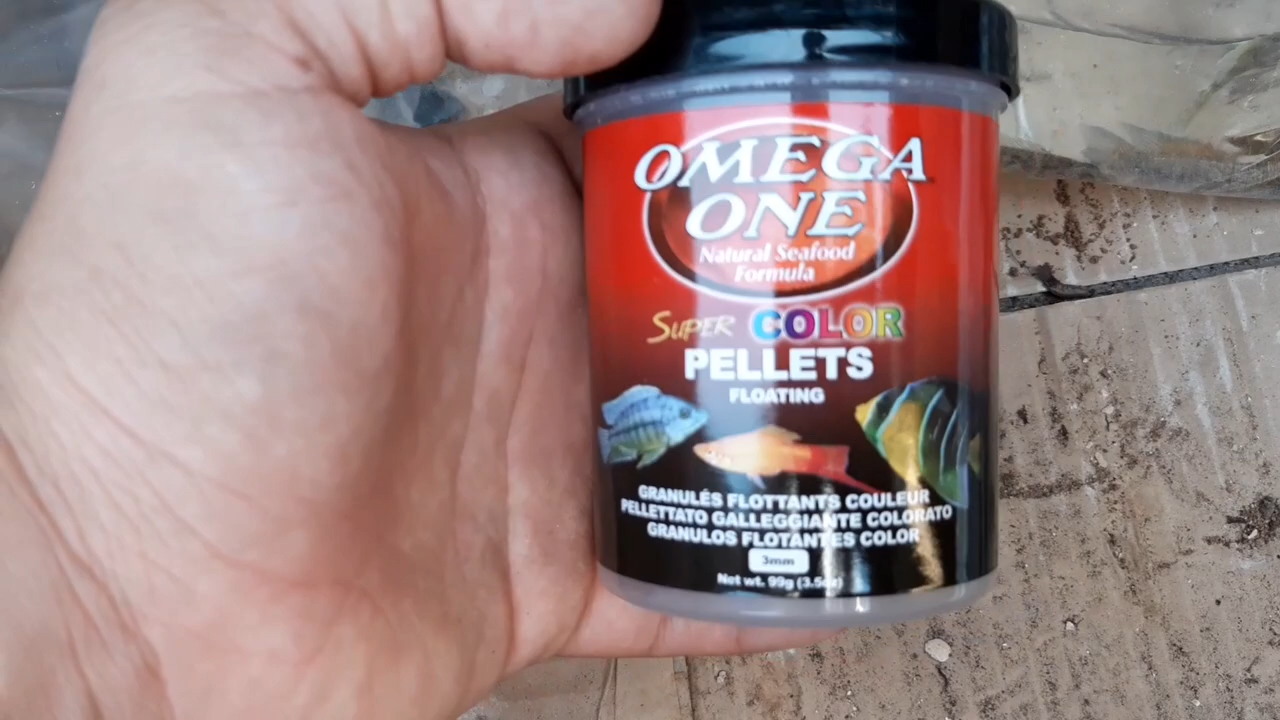 OMEGA
ONE
Natural Seafood
Formula
SUPER COLOR
PELLETS
FLOATING
GRANULÉS FLOTTANTS COULEUR
PELLETTATO GALLEGGIANTE COLORATO
GRANULOS FLOTANTES COLOR
3mm
Net wt. 99g (3.5oz)